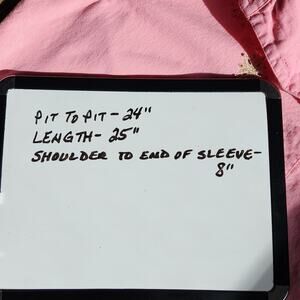 PIT TO PIT - 24"
LENGTH - 25"
SHOULDER TO END OF SLEEVE -
8"